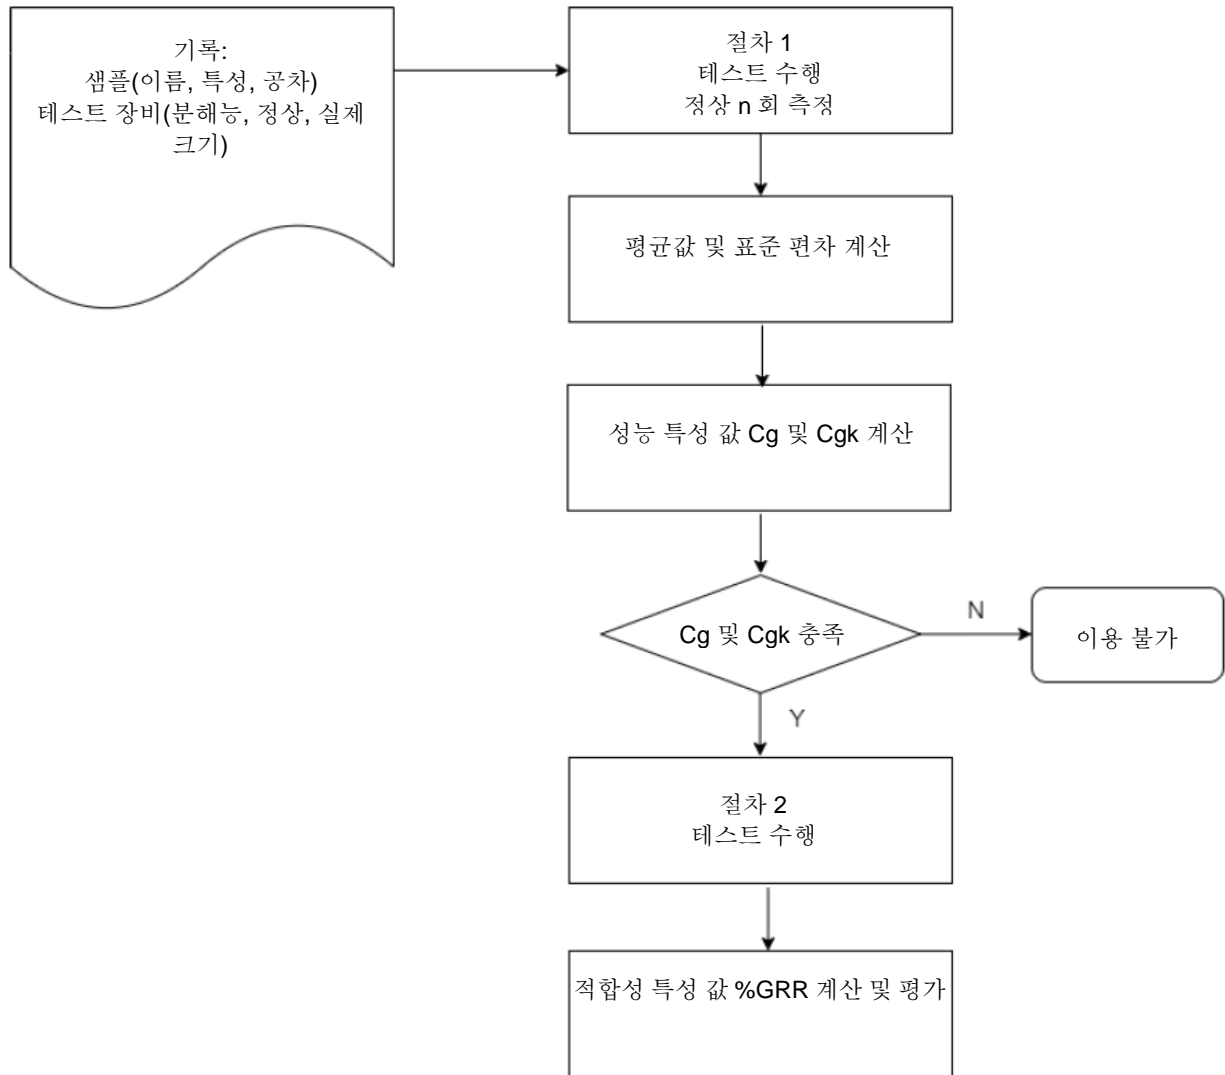 기록:
샘플(이름, 특성, 공차)
테스트 장비(분해능, 정상, 실제
크기)
절차 1
테스트 수행
정상 n 회 측정
평균값 및 표준 편차 계산
성능 특성 값 Cg 및 Cgk 계산
Cg 및 Cgk 충족
N
이용 불가
Y
절차 2
테스트 수행
적합성 특성 값 %GRR 계산 및 평가